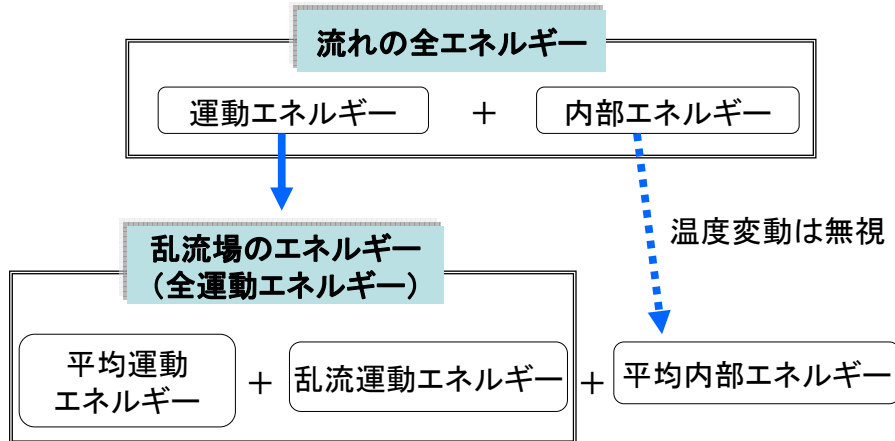 流れの全エネルギー
運動エネルギー + 内部エネルギー
温度変動は無視
乱流場のエネルギー
(全運動エネルギー)
平均運動
エネルギー + 乱流運動エネルギー + 平均内部エネルギー